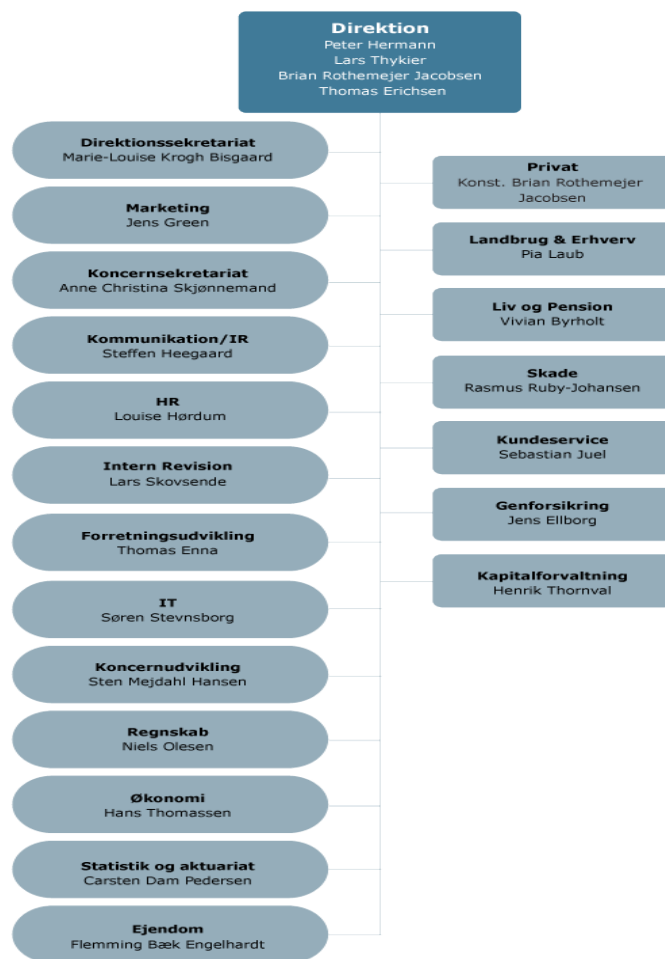 Direktion
Peter Hermann
Lars Thykier
Brian Rothemejer Jacobsen
Thomas Erichsen
Direktionssekretariat
Marie-Louise Krogh Bisgaard
Marketing
Jens Green
Koncernsekretariat
Anne Christina Skjønnemand
Kommunikation/IR
Steffen Heegaard
HR
Louise Hørdum
Intern Revision
Lars Skovsende
Forretningsudvikling
Thomas Enna
IT
Søren Stevnsborg
Koncernudvikling
Sten Mejdahl Hansen
Regnskab
Niels Olesen
Økonomi
Hans Thomassen
Statistik og aktuariat
Carsten Dam Pedersen
Ejendom
Flemming Bæk Engelhardt
Privat
Konst. Brian Rothemejer
Jacobsen
Landbrug & Erhverv
Pia Laub
Liv og Pension
Vivian Byrholt
Skade
Rasmus Ruby-Johansen
Kundeservice
Sebastian Juel
Genforsikring
Jens Ellborg
Kapitalforvaltning
Henrik Thornval